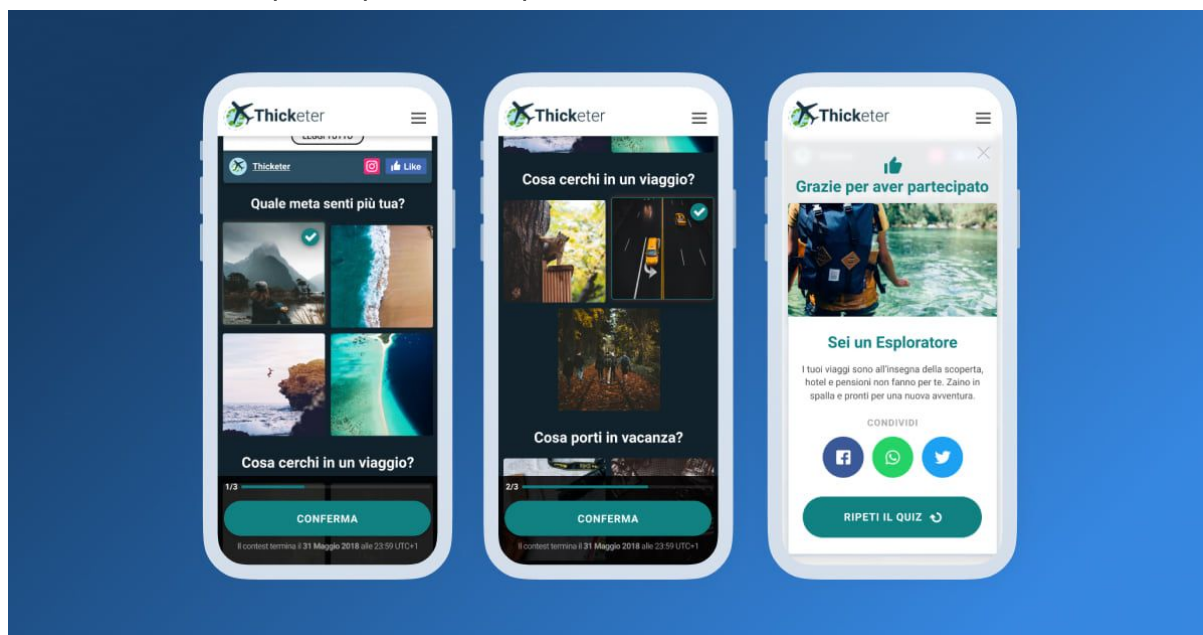 Thicketer
LEGGI TUTTO
Thicketer
Like
Quale meta senti più tua?
Cosa cerchi in un viaggio?
1/3
CONFERMA
Il contest termina il 31 Maggio 2018 alle 23:59 UTC+1
Thicketer
Cosa cerchi in un viaggio?
Cosa porti in vacanza?
2/3
CONFERMA
Il contest termina il 31 Maggio 2018 alle 23:59 UTC+1
Thicketer
Grazie per aver partecipato
Sei un Esploratore
I tuoi viaggi sono all'insegna della scoperta,
hotel e pensioni non fanno per te. Zaino in
spalla e pronti per una nuova avventura.
CONDIVIDI
RIPETI IL QUIZ